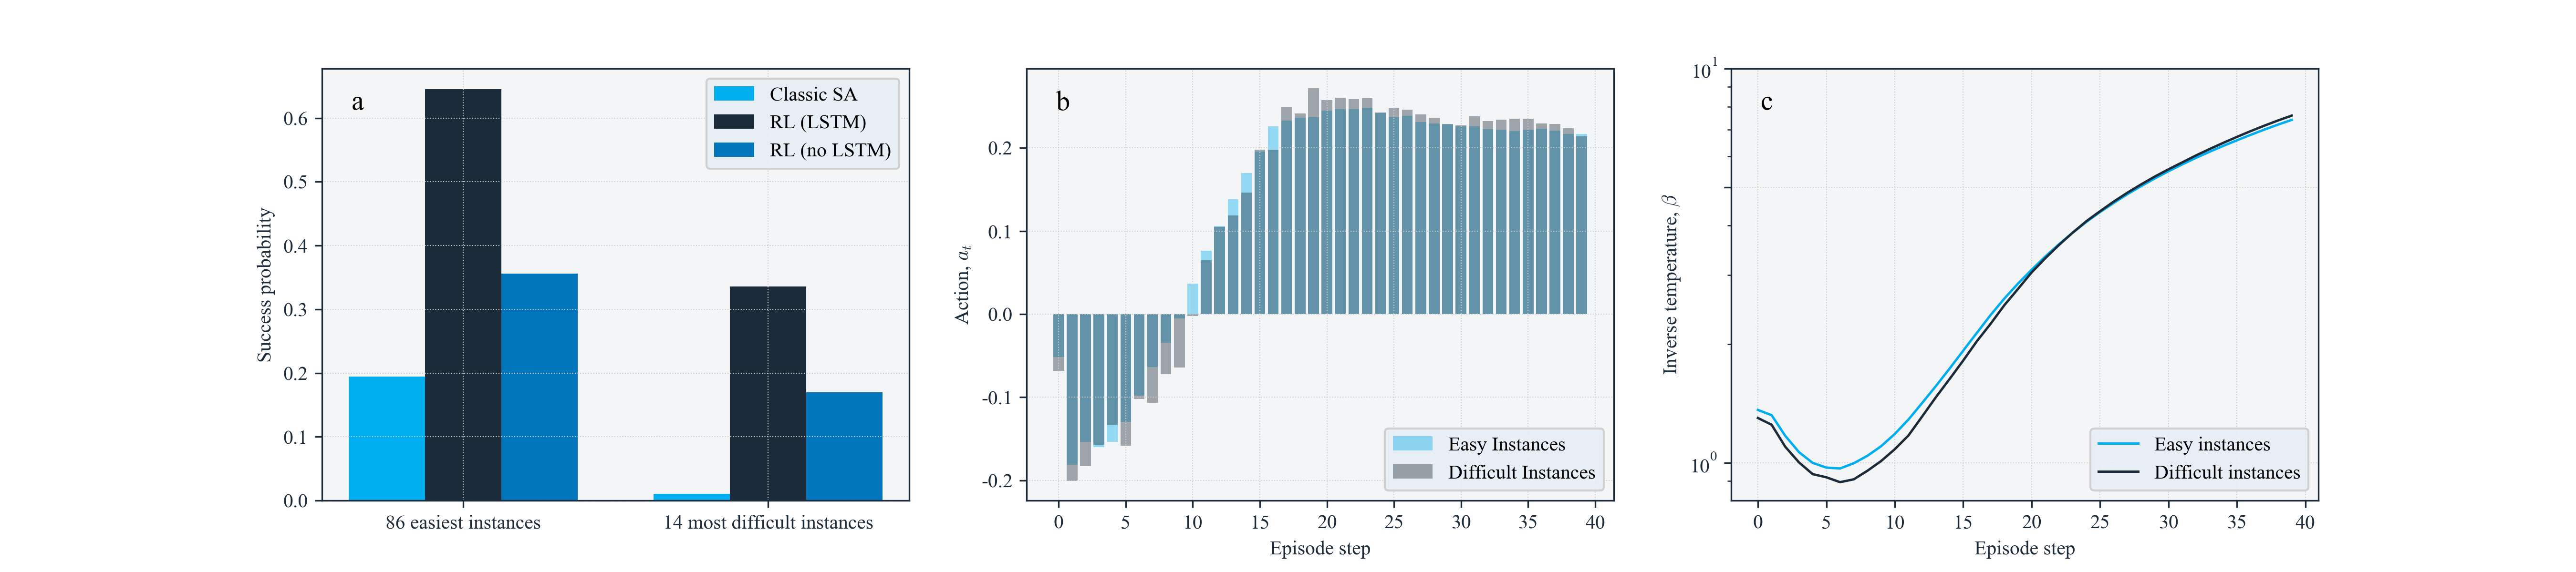 a
Classic SA
RL (LSTM)
RL (no LSTM)
Success probability
0.6
0.5
0.4
0.3
0.2
0.1
0.0
86 easiest instances
14 most difficult instances
b
Action, a_t
0.2
0.1
0.0
-0.1
-0.2
Easy Instances
Difficult Instances
0 5 10 15 20 25 30 35 40
Episode step
c
Inverse temperature, β
10^1
10^0
Easy instances
Difficult instances
0 5 10 15 20 25 30 35 40
Episode step